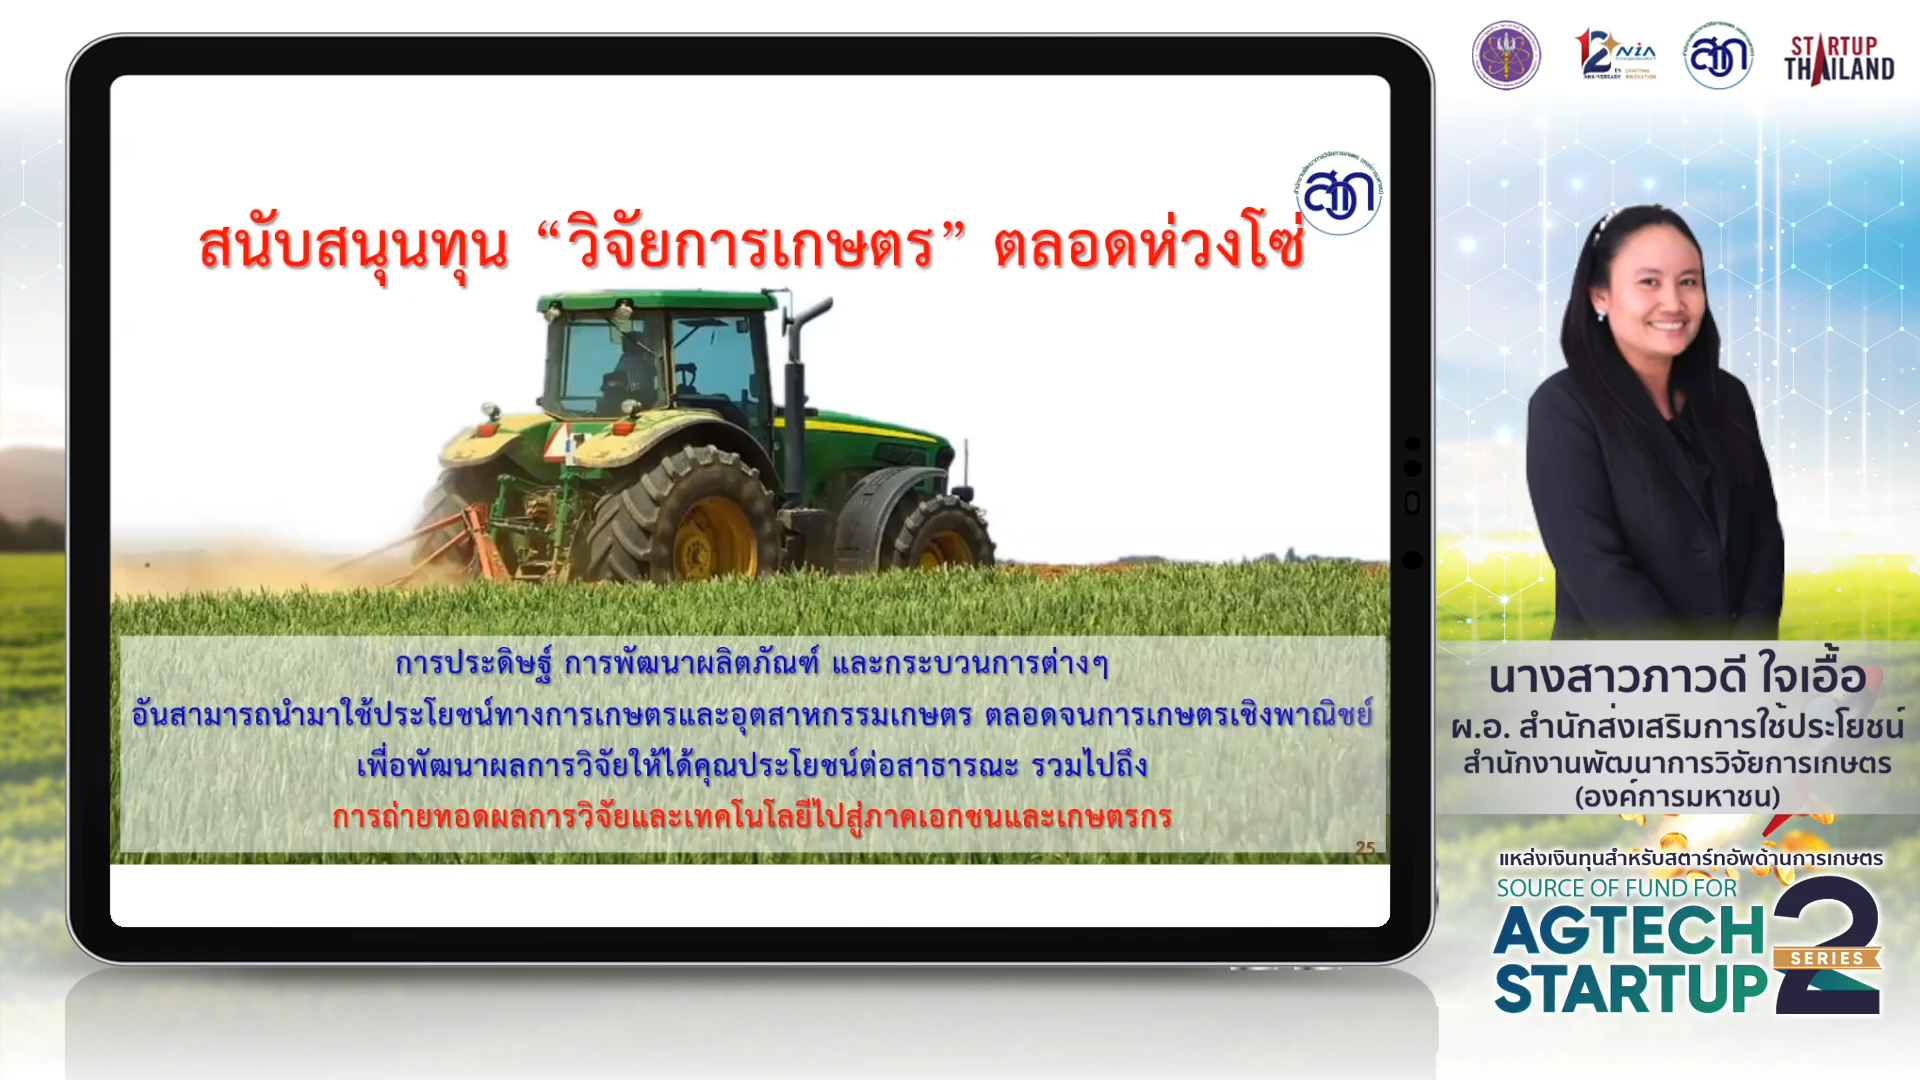 สนับสนุนทุน “วิจัยการเกษตร” ตลอดห่วงโซ่
สวก
การประดิษฐ์ การพัฒนาผลิตภัณฑ์ และกระบวนการต่างๆ
อันสามารถนำมาใช้ประโยชน์ทางการเกษตรและอุตสาหกรรมเกษตร ตลอดจนการเกษตรเชิงพาณิชย์
เพื่อพัฒนาผลการวิจัยให้ได้คุณประโยชน์ต่อสาธารณะ รวมไปถึง
การถ่ายทอดผลการวิจัยและเทคโนโลยีไปสู่ภาคเอกชนและเกษตรกร
25
12 NIA
ANNIVERSARY
สวก
STARTUP
THAILAND
นางสาวภาวดี ใจเอื้อ
ผ.อ. สำนักส่งเสริมการใช้ประโยชน์
สำนักงานพัฒนาการวิจัยการเกษตร
(องค์การมหาชน)
แหล่งเงินทุนสำหรับสตาร์ทอัพด้านการเกษตร
SOURCE OF FUND FOR
AGTECH
STARTUP
2
SERIES